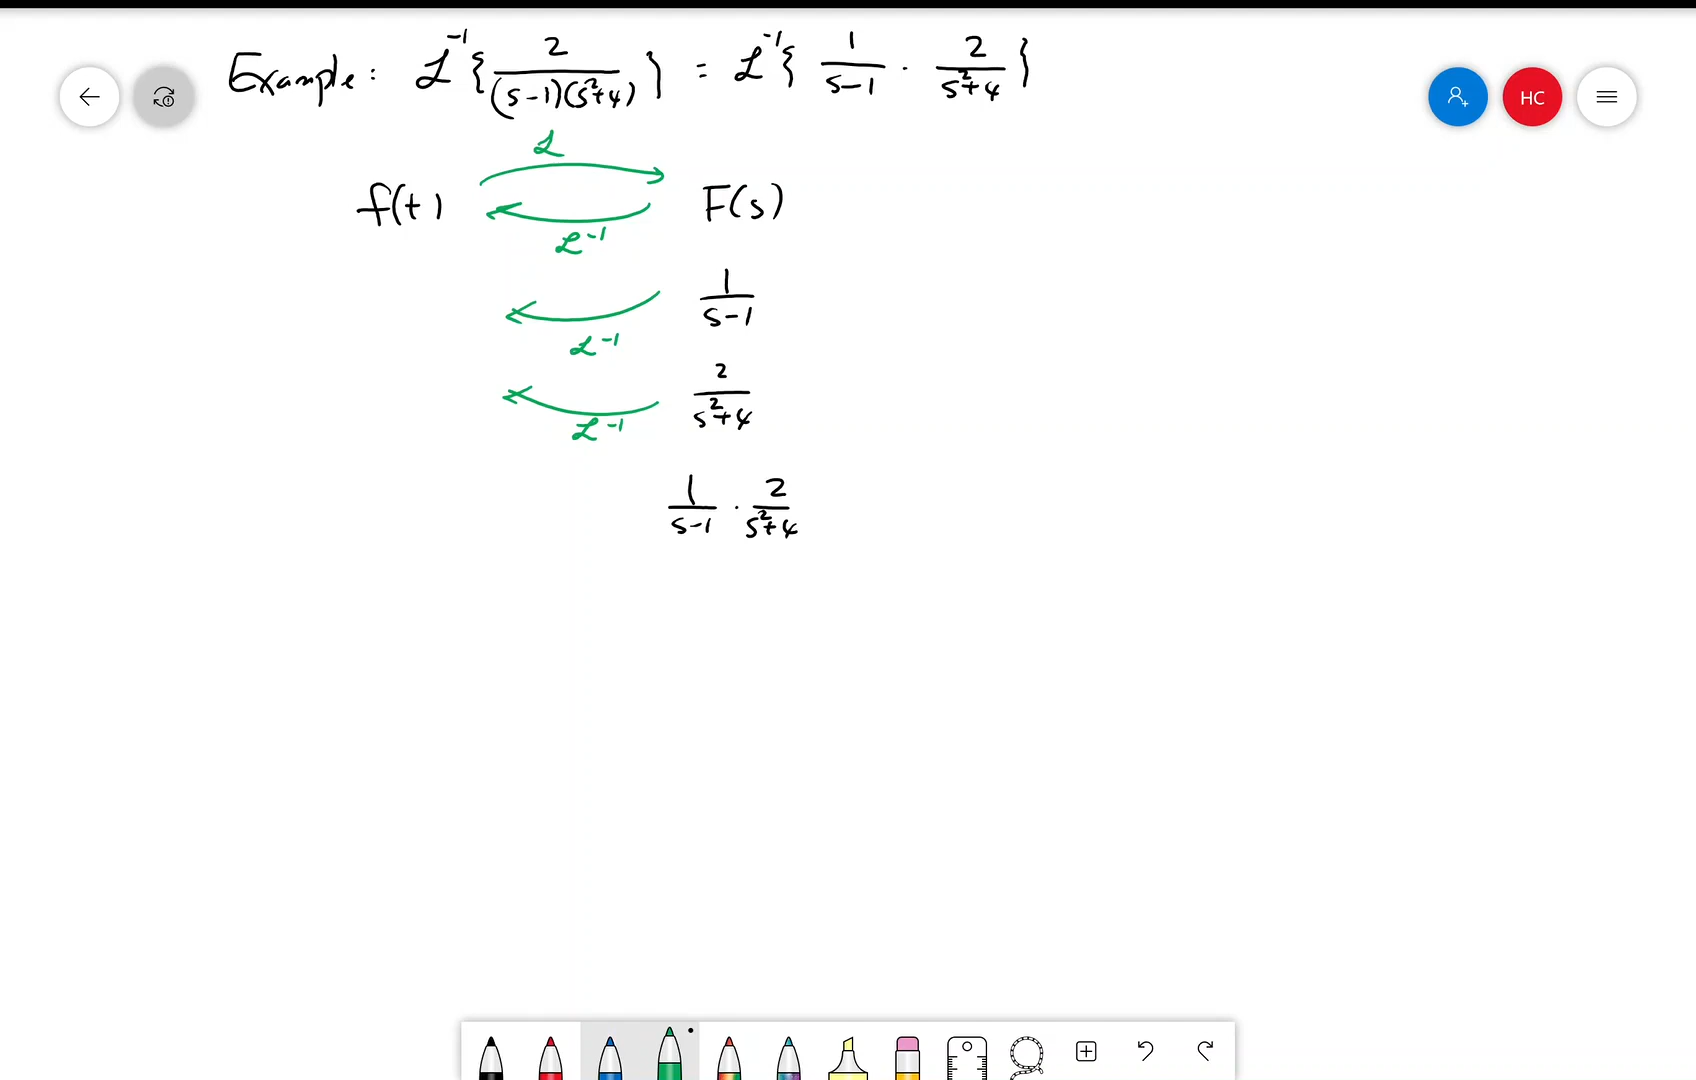 Example: ℒ⁻¹{ 2/((s-1)(s²+4)) } = ℒ⁻¹{ 1/(s-1) · 2/(s²+4) }
HC
ℒ
f(t) F(s)
ℒ⁻¹
1/(s-1)
ℒ⁻¹
2/(s²+4)
ℒ⁻¹
1/(s-1) · 2/(s²+4)